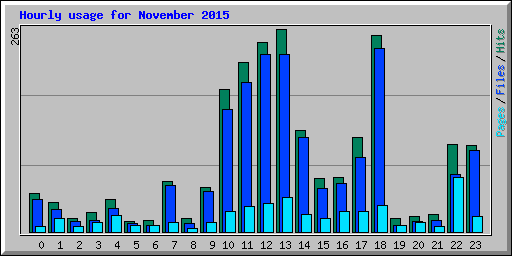 Hourly usage for November 2015
263
Pages/Files/Hits
0 1 2 3 4 5 6 7 8 9 10 11 12 13 14 15 16 17 18 19 20 21 22 23